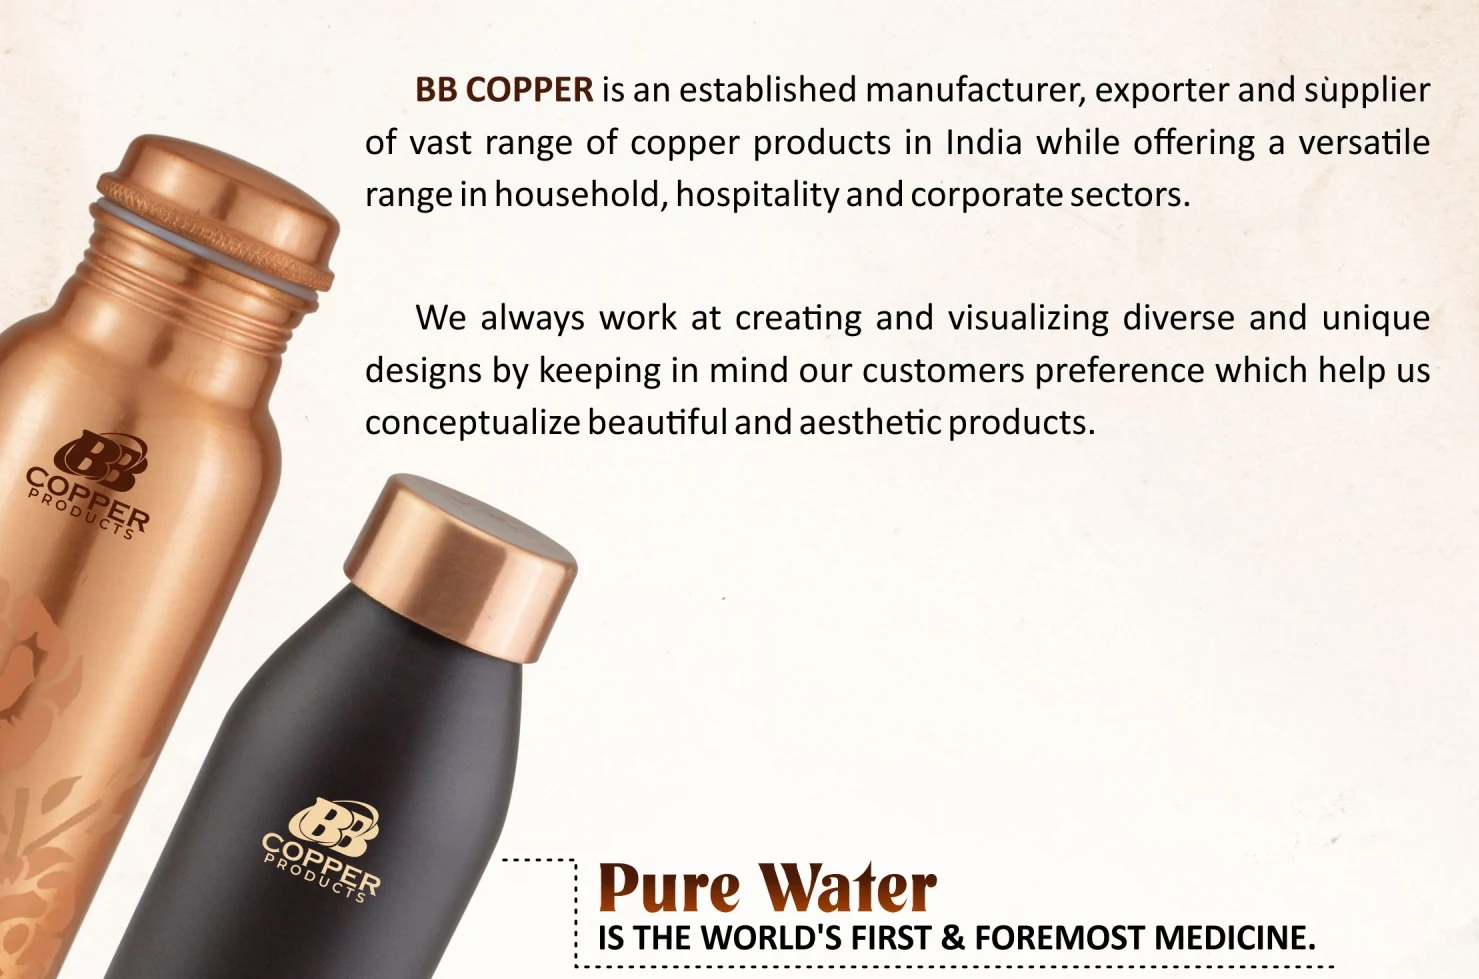 BB COPPER is an established manufacturer, exporter and supplier
of vast range of copper products in India while offering a versatile
range in household, hospitality and corporate sectors.
We always work at creating and visualizing diverse and unique
designs by keeping in mind our customers preference which help us
conceptualize beautiful and aesthetic products.
BB
COPPER
PRODUCTS
BB
COPPER
PRODUCTS
Pure Water
IS THE WORLD'S FIRST & FOREMOST MEDICINE.